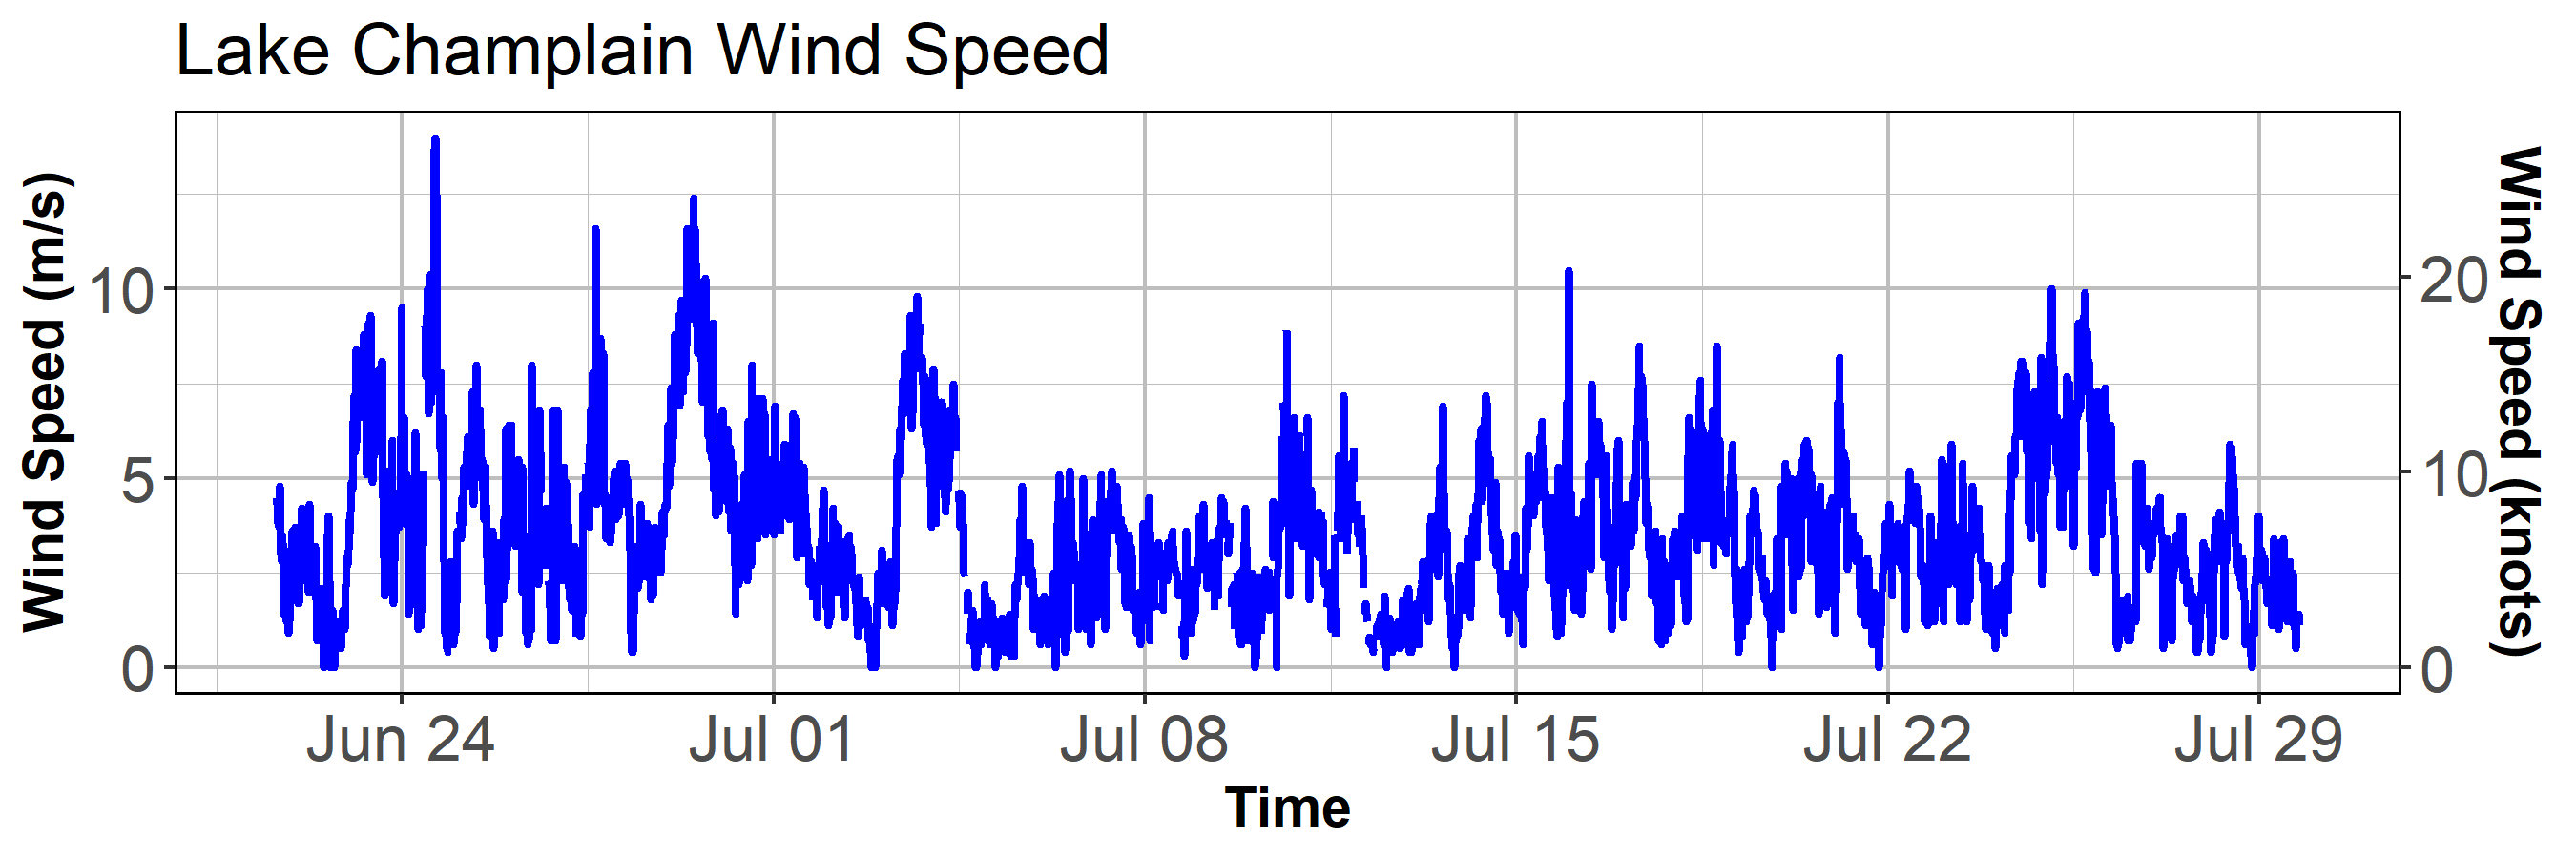 Lake Champlain Wind Speed
Wind Speed (m/s)
10
5
0
20
10
0
Wind Speed (knots)
Jun 24
Jul 01
Jul 08
Jul 15
Jul 22
Jul 29
Time